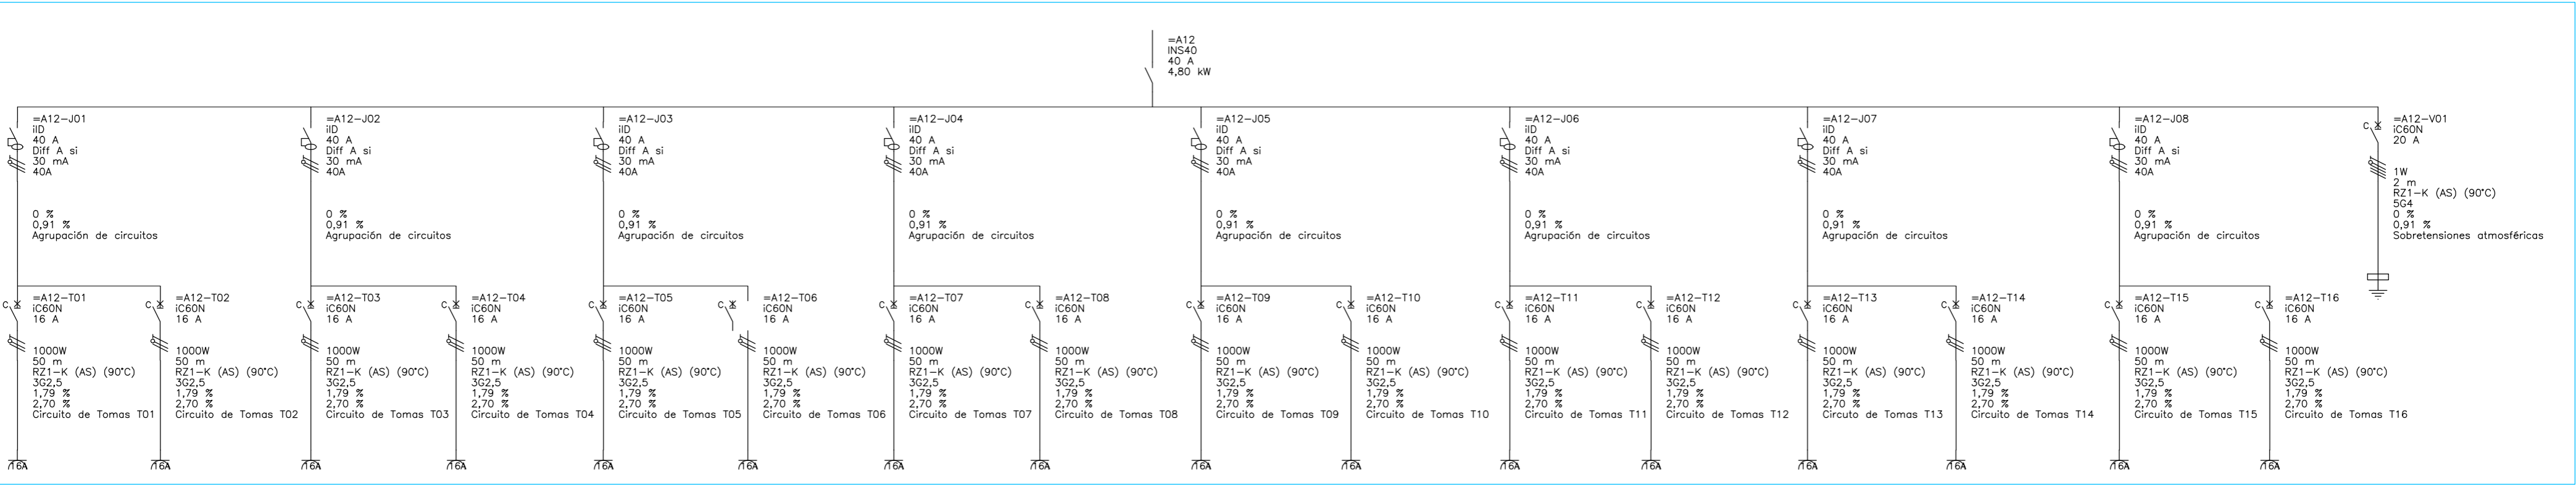 =A12
INS40
40 A
4,80 kW
=A12-J01
iID
40 A
Diff A si
30 mA
40A
0 %
0,91 %
Agrupación de circuitos
=A12-J02
iID
40 A
Diff A si
30 mA
40A
0 %
0,91 %
Agrupación de circuitos
=A12-J03
iID
40 A
Diff A si
30 mA
40A
0 %
0,91 %
Agrupación de circuitos
=A12-J04
iID
40 A
Diff A si
30 mA
40A
0 %
0,91 %
Agrupación de circuitos
=A12-J05
iID
40 A
Diff A si
30 mA
40A
0 %
0,91 %
Agrupación de circuitos
=A12-J06
iID
40 A
Diff A si
30 mA
40A
0 %
0,91 %
Agrupación de circuitos
=A12-J07
iID
40 A
Diff A si
30 mA
40A
0 %
0,91 %
Agrupación de circuitos
=A12-J08
iID
40 A
Diff A si
30 mA
40A
0 %
0,91 %
Agrupación de circuitos
C
=A12-V01
iC60N
20 A
1W
2 m
RZ1-K (AS) (90°C)
5G4
0 %
0,91 %
Sobretensiones atmosféricas
C
=A12-T01
iC60N
16 A
1000W
50 m
RZ1-K (AS) (90°C)
3G2,5
1,79 %
2,70 %
Circuito de Tomas T01
16A
C
=A12-T02
iC60N
16 A
1000W
50 m
RZ1-K (AS) (90°C)
3G2,5
1,79 %
2,70 %
Circuito de Tomas T02
16A
C
=A12-T03
iC60N
16 A
1000W
50 m
RZ1-K (AS) (90°C)
3G2,5
1,79 %
2,70 %
Circuito de Tomas T03
16A
C
=A12-T04
iC60N
16 A
1000W
50 m
RZ1-K (AS) (90°C)
3G2,5
1,79 %
2,70 %
Circuito de Tomas T04
16A
C
=A12-T05
iC60N
16 A
1000W
50 m
RZ1-K (AS) (90°C)
3G2,5
1,79 %
2,70 %
Circuito de Tomas T05
16A
C
=A12-T06
iC60N
16 A
1000W
50 m
RZ1-K (AS) (90°C)
3G2,5
1,79 %
2,70 %
Circuito de Tomas T06
16A
C
=A12-T07
iC60N
16 A
1000W
50 m
RZ1-K (AS) (90°C)
3G2,5
1,79 %
2,70 %
Circuito de Tomas T07
16A
C
=A12-T08
iC60N
16 A
1000W
50 m
RZ1-K (AS) (90°C)
3G2,5
1,79 %
2,70 %
Circuito de Tomas T08
16A
C
=A12-T09
iC60N
16 A
1000W
50 m
RZ1-K (AS) (90°C)
3G2,5
1,79 %
2,70 %
Circuito de Tomas T09
16A
C
=A12-T10
iC60N
16 A
1000W
50 m
RZ1-K (AS) (90°C)
3G2,5
1,79 %
2,70 %
Circuito de Tomas T10
16A
C
=A12-T11
iC60N
16 A
1000W
50 m
RZ1-K (AS) (90°C)
3G2,5
1,79 %
2,70 %
Circuito de Tomas T11
16A
C
=A12-T12
iC60N
16 A
1000W
50 m
RZ1-K (AS) (90°C)
3G2,5
1,79 %
2,70 %
Circuito de Tomas T12
16A
C
=A12-T13
iC60N
16 A
1000W
50 m
RZ1-K (AS) (90°C)
3G2,5
1,79 %
2,70 %
Circuito de Tomas T13
16A
C
=A12-T14
iC60N
16 A
1000W
50 m
RZ1-K (AS) (90°C)
3G2,5
1,79 %
2,70 %
Circuito de Tomas T14
16A
C
=A12-T15
iC60N
16 A
1000W
50 m
RZ1-K (AS) (90°C)
3G2,5
1,79 %
2,70 %
Circuito de Tomas T15
16A
C
=A12-T16
iC60N
16 A
1000W
50 m
RZ1-K (AS) (90°C)
3G2,5
1,79 %
2,70 %
Circuito de Tomas T16
16A